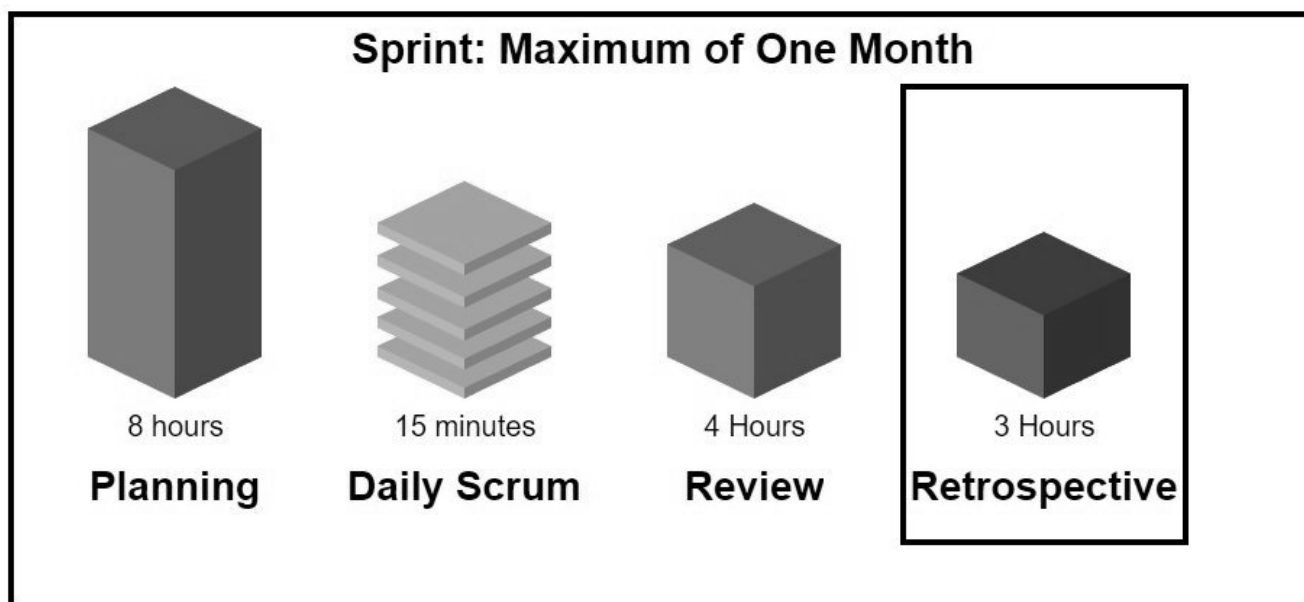 Sprint: Maximum of One Month
8 hours
15 minutes
4 Hours
3 Hours
Planning
Daily Scrum
Review
Retrospective